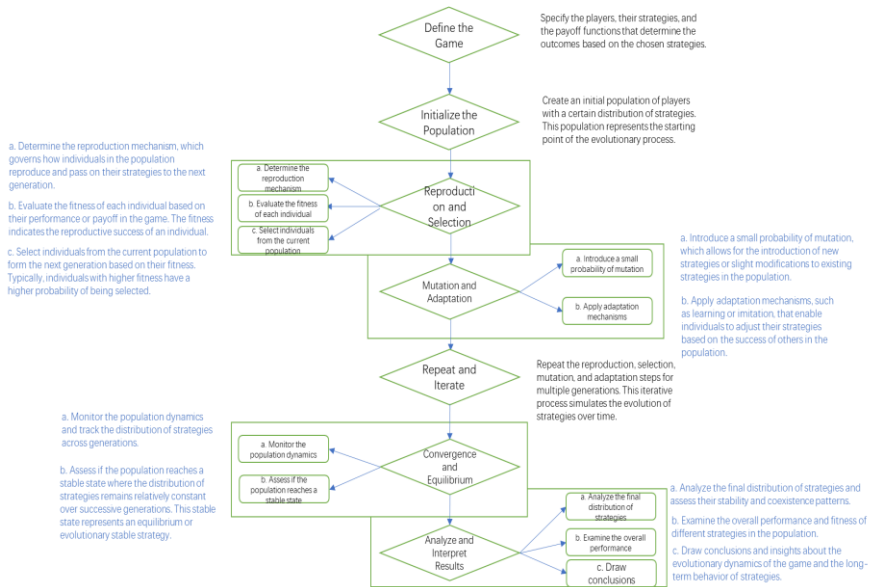 Define the
Game
Specify the players, their strategies, and
the payoff functions that determine the
outcomes based on the chosen strategies.
Initialize the
Population
Create an initial population of players
with a certain distribution of strategies.
This population represents the starting
point of the evolutionary process.
a. Determine the reproduction mechanism, which
governs how individuals in the population
reproduce and pass on their strategies to the next
generation.
b. Evaluate the fitness of each individual based on
their performance or payoff in the game. The fitness
indicates the reproductive success of an individual.
c. Select individuals from the current population to
form the next generation based on their fitness.
Typically, individuals with higher fitness have a
higher probability of being selected.
a. Determine the
reproduction
mechanism
b. Evaluate the fitness
of each individual
c. Select individuals
from the current
population
Reproducti
on and
Selection
Mutation and
Adaptation
a. Introduce a small
probability of mutation
b. Apply adaptation
mechanisms
a. Introduce a small probability of mutation,
which allows for the introduction of new
strategies or slight modifications to existing
strategies in the population.
b. Apply adaptation mechanisms, such
as learning or imitation, that enable
individuals to adjust their strategies
based on the success of others in the
population.
Repeat and
Iterate
Repeat the reproduction, selection,
mutation, and adaptation steps for
multiple generations. This iterative
process simulates the evolution of
strategies over time.
a. Monitor the population dynamics
and track the distribution of strategies
across generations.
b. Assess if the population reaches a
stable state where the distribution of
strategies remains relatively constant
over successive generations. This stable
state represents an equilibrium or
evolutionary stable strategy.
a. Monitor the
population dynamics
b. Assess if the
population reaches a
stable state
Convergence
and
Equilibrium
Analyze and
Interpret
Results
a. Analyze the final
distribution of
strategies
b. Examine the overall
performance
c. Draw
conclusions
a. Analyze the final distribution of strategies and
assess their stability and coexistence patterns.
b. Examine the overall performance and fitness of
different strategies in the population.
c. Draw conclusions and insights about the
evolutionary dynamics of the game and the long-
term behavior of strategies.